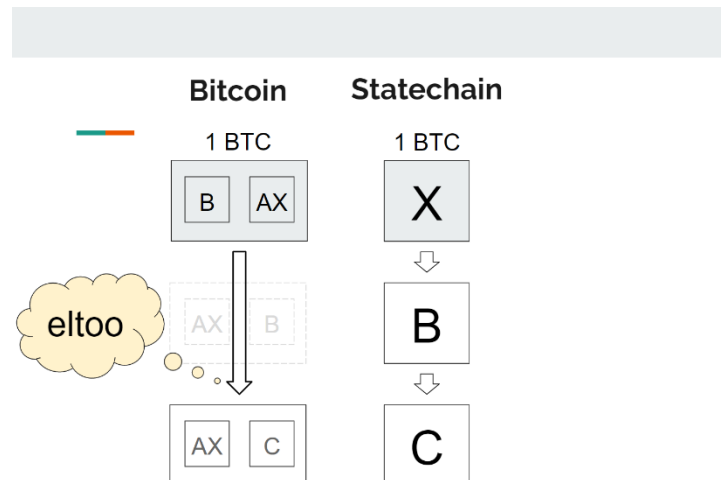 Bitcoin Statechain
1 BTC 1 BTC
B AX X
eltoo AX B B
AX C C